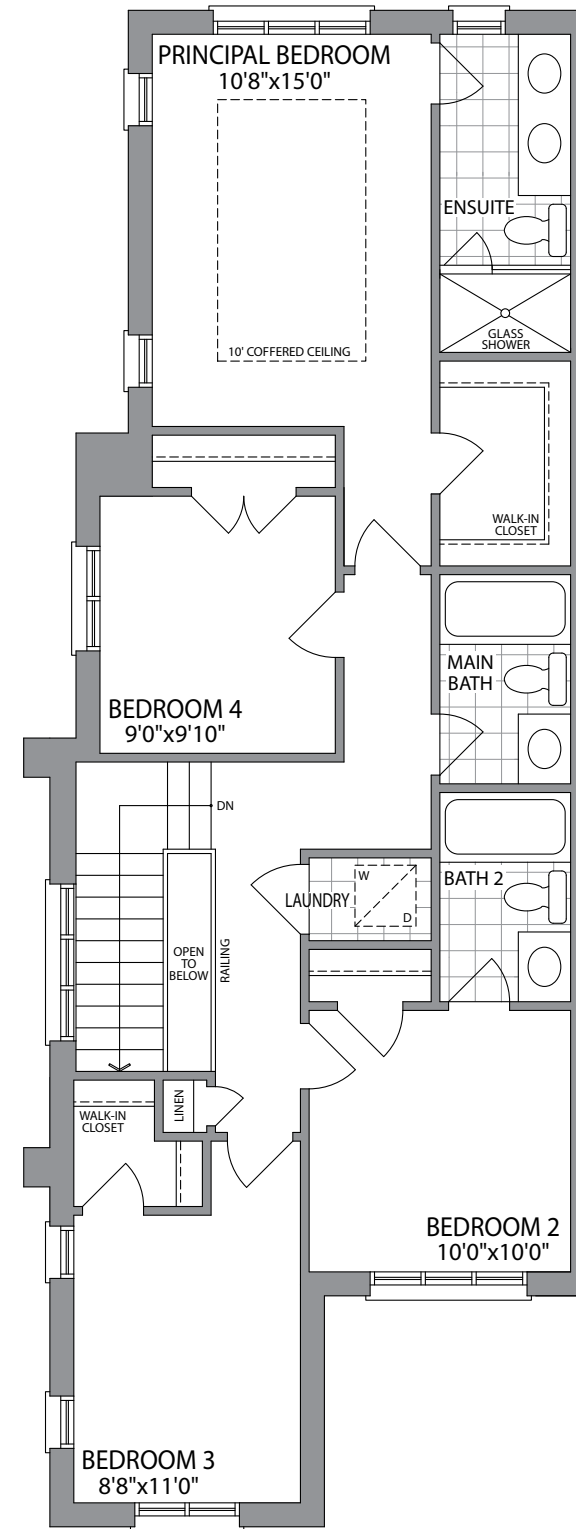 PRINCIPAL BEDROOM
10'8"x15'0"
ENSUITE
GLASS
SHOWER
10' COFFERED CEILING
WALK-IN
CLOSET
MAIN
BATH
BEDROOM 4
9'0"x9'10"
DN
W
D
LAUNDRY
BATH 2
OPEN
TO
BELOW
RAILING
LINEN
WALK-IN
CLOSET
BEDROOM 2
10'0"x10'0"
BEDROOM 3
8'8"x11'0"